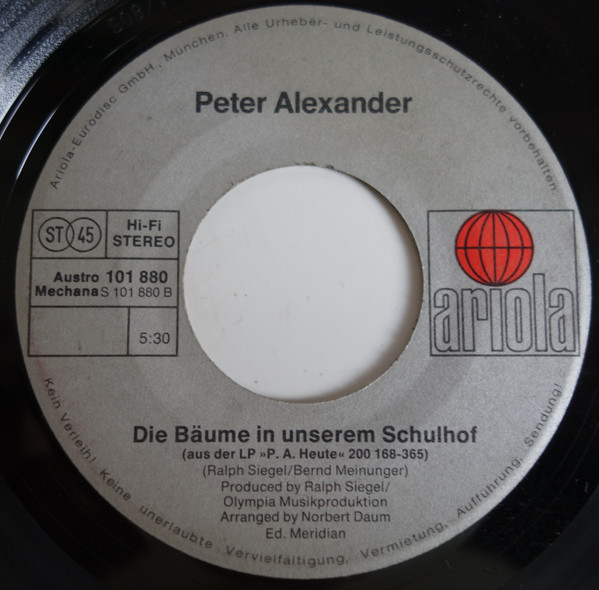 Ariola-Eurodisc GmbH., München. Alle Urheber- und Leistungsschutzrechte vorbehalten.
Peter Alexander
ST 45
Hi-Fi
STEREO
Austro 101 880
Mechana S 101 880 B
5:30
ariola
Die Bäume in unserem Schulhof
(aus der LP »P. A. Heute« 200 168-365)
(Ralph Siegel/Bernd Meinunger)
Produced by Ralph Siegel/
Olympia Musikproduktion
Arranged by Norbert Daum
Ed. Meridian
Kein Verleih! Keine unerlaubte Vervielfältigung, Vermietung, Aufführung, Sendung!